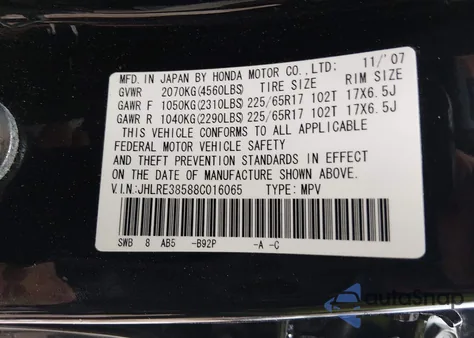 MFD. IN JAPAN BY HONDA MOTOR CO., LTD: 11/'07
GVWR 2070KG(4560LBS) TIRE SIZE RIM SIZE
GAWR F 1050KG(2310LBS) 225/65R17 102T 17X6.5J
GAWR R 1040KG(2290LBS) 225/65R17 102T 17X6.5J
THIS VEHICLE CONFORMS TO ALL APPLICABLE
FEDERAL MOTOR VEHICLE SAFETY
AND THEFT PREVENTION STANDARDS IN EFFECT
ON THE DATE OF MANUFACTURE SHOWN ABOVE.
V.I.N.:JHLRE38588C016065 TYPE: MPV
SWB 8 AB5 -B92P -A -C
autoSnap